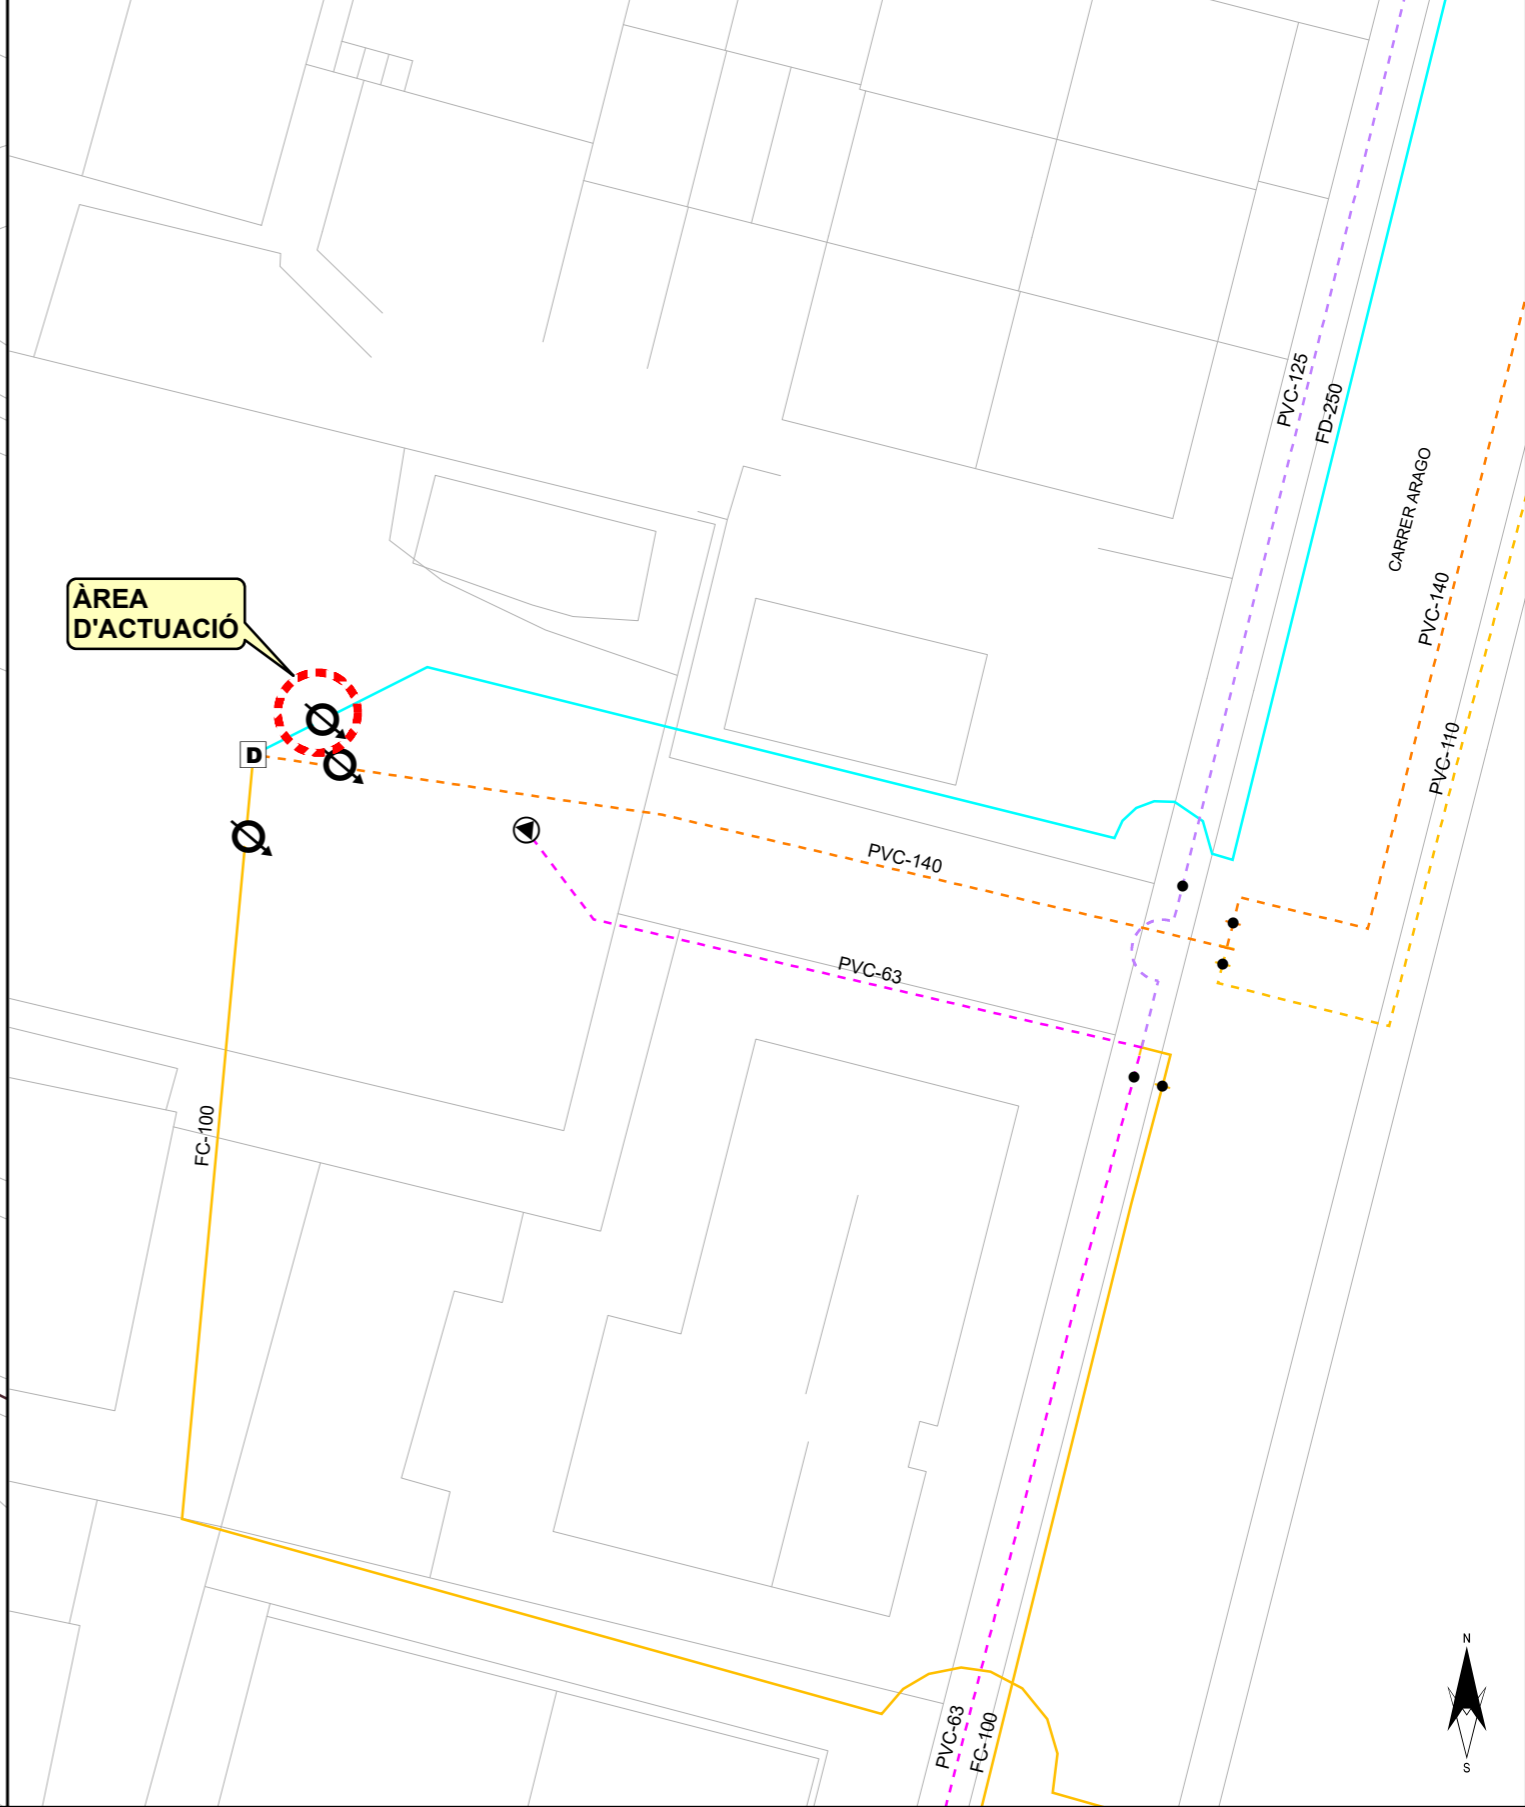 PVC-125
FD-250
CARRER ARAGO
PVC-140
ÀREA
D'ACTUACIÓ
PVC-110
D
PVC-140
PVC-63
FC-100
N
PVC-63
FC-100
S